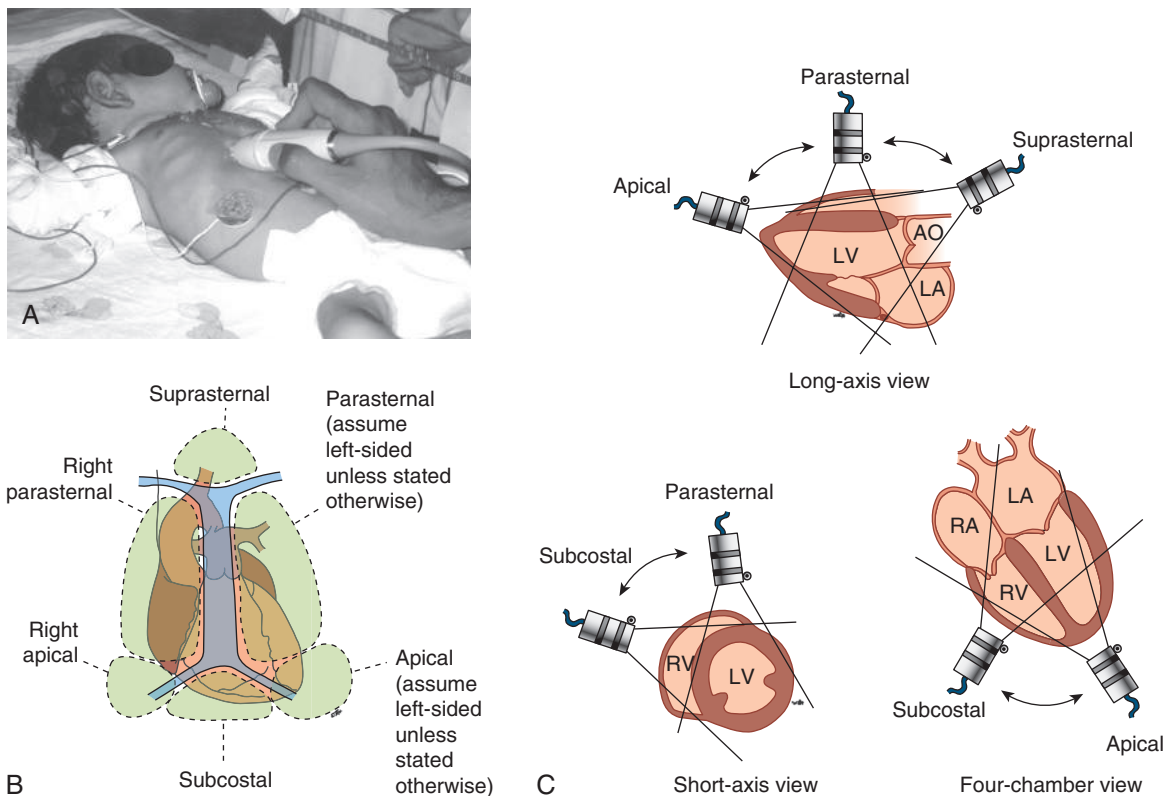 A
Suprasternal
Right
parasternal
Parasternal
(assume
left-sided
unless stated
otherwise)
Right
apical
Apical
(assume
left-sided
unless
stated
otherwise)
Subcostal
B
Parasternal
Suprasternal
Apical
AO
LV
LA
Long-axis view
Parasternal
Subcostal
RV
LV
Short-axis view
LA
RA
LV
RV
Subcostal
Apical
Four-chamber view
C